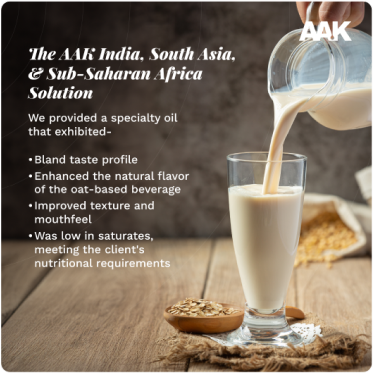 AAK
The AAK India, South Asia,
& Sub-Saharan Africa
Solution
We provided a specialty oil
that exhibited-
• Bland taste profile
• Enhanced the natural flavor
of the oat-based beverage
• Improved texture and
mouthfeel
• Was low in saturates,
meeting the client's
nutritional requirements